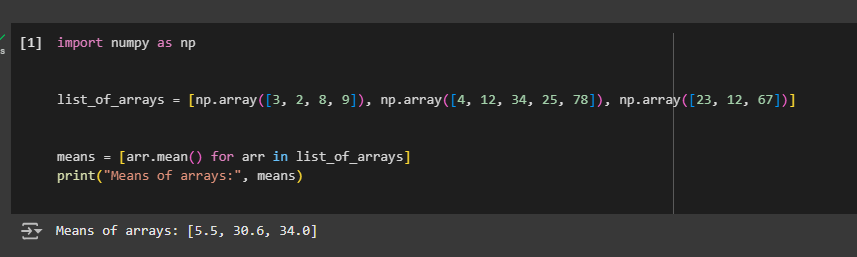 [1] import numpy as np
s
list_of_arrays = [np.array([3, 2, 8, 9]), np.array([4, 12, 34, 25, 78]), np.array([23, 12, 67])]
means = [arr.mean() for arr in list_of_arrays]
print("Means of arrays:", means)
Means of arrays: [5.5, 30.6, 34.0]